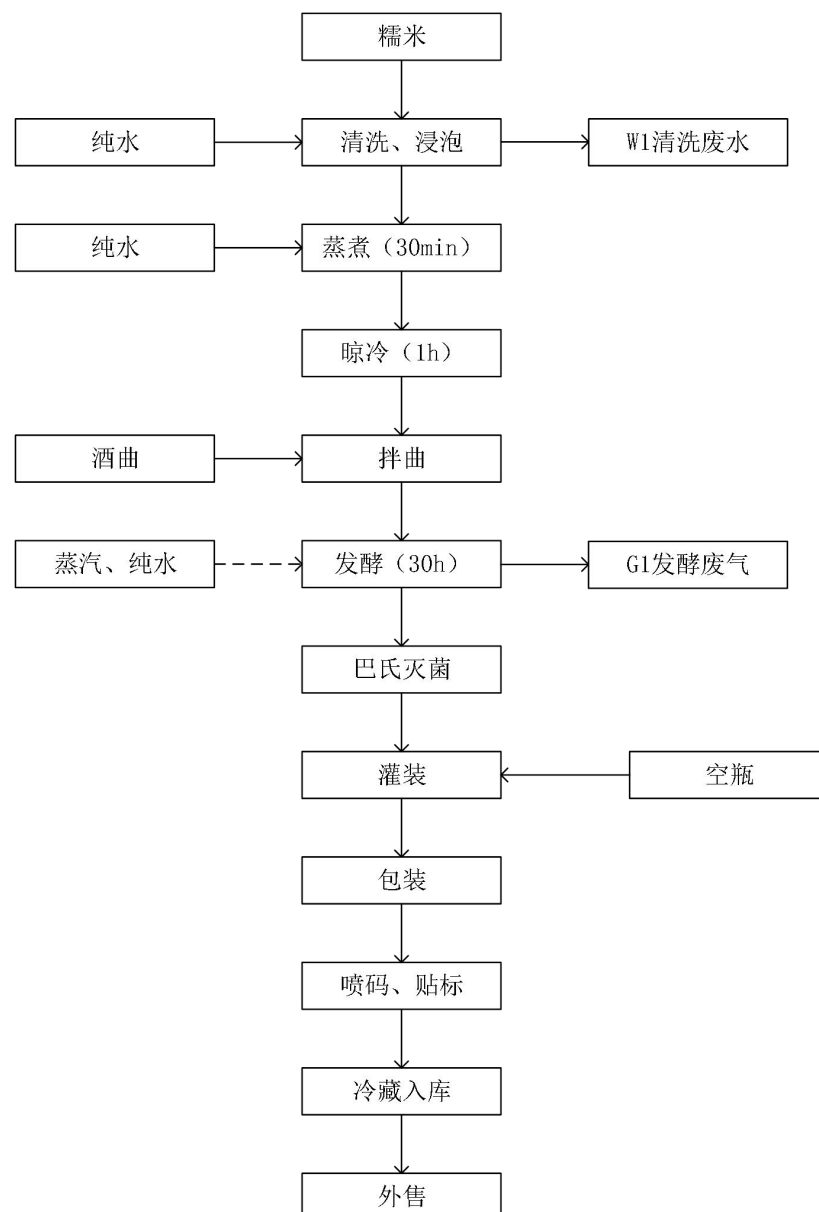 糯米
纯水
清洗、浸泡
W1清洗废水
纯水
蒸煮（30min）
晾冷（1h）
酒曲
拌曲
蒸汽、纯水
发酵（30h）
G1发酵废气
巴氏灭菌
灌装
空瓶
包装
喷码、贴标
冷藏入库
外售